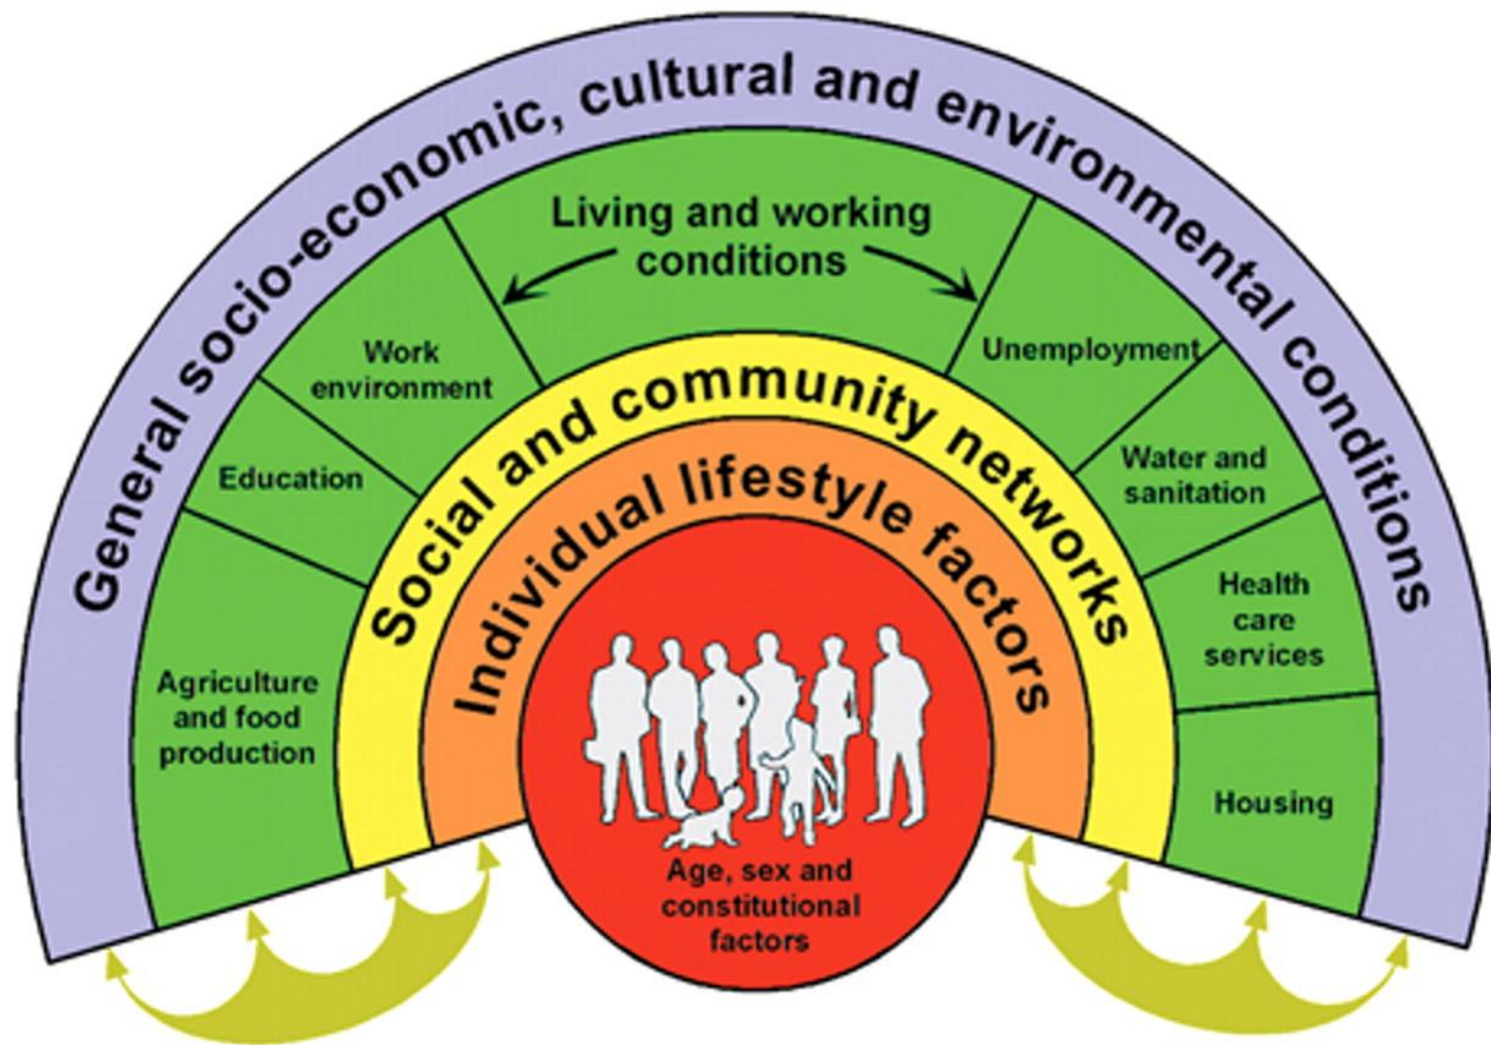 General socio-economic, cultural and environmental conditions
Living and working
conditions
Work
environment
Unemployment
Education
Water and
sanitation
Agriculture
and food
production
Health
care
services
Housing
Social and community networks
Individual lifestyle factors
Age, sex and
constitutional
factors